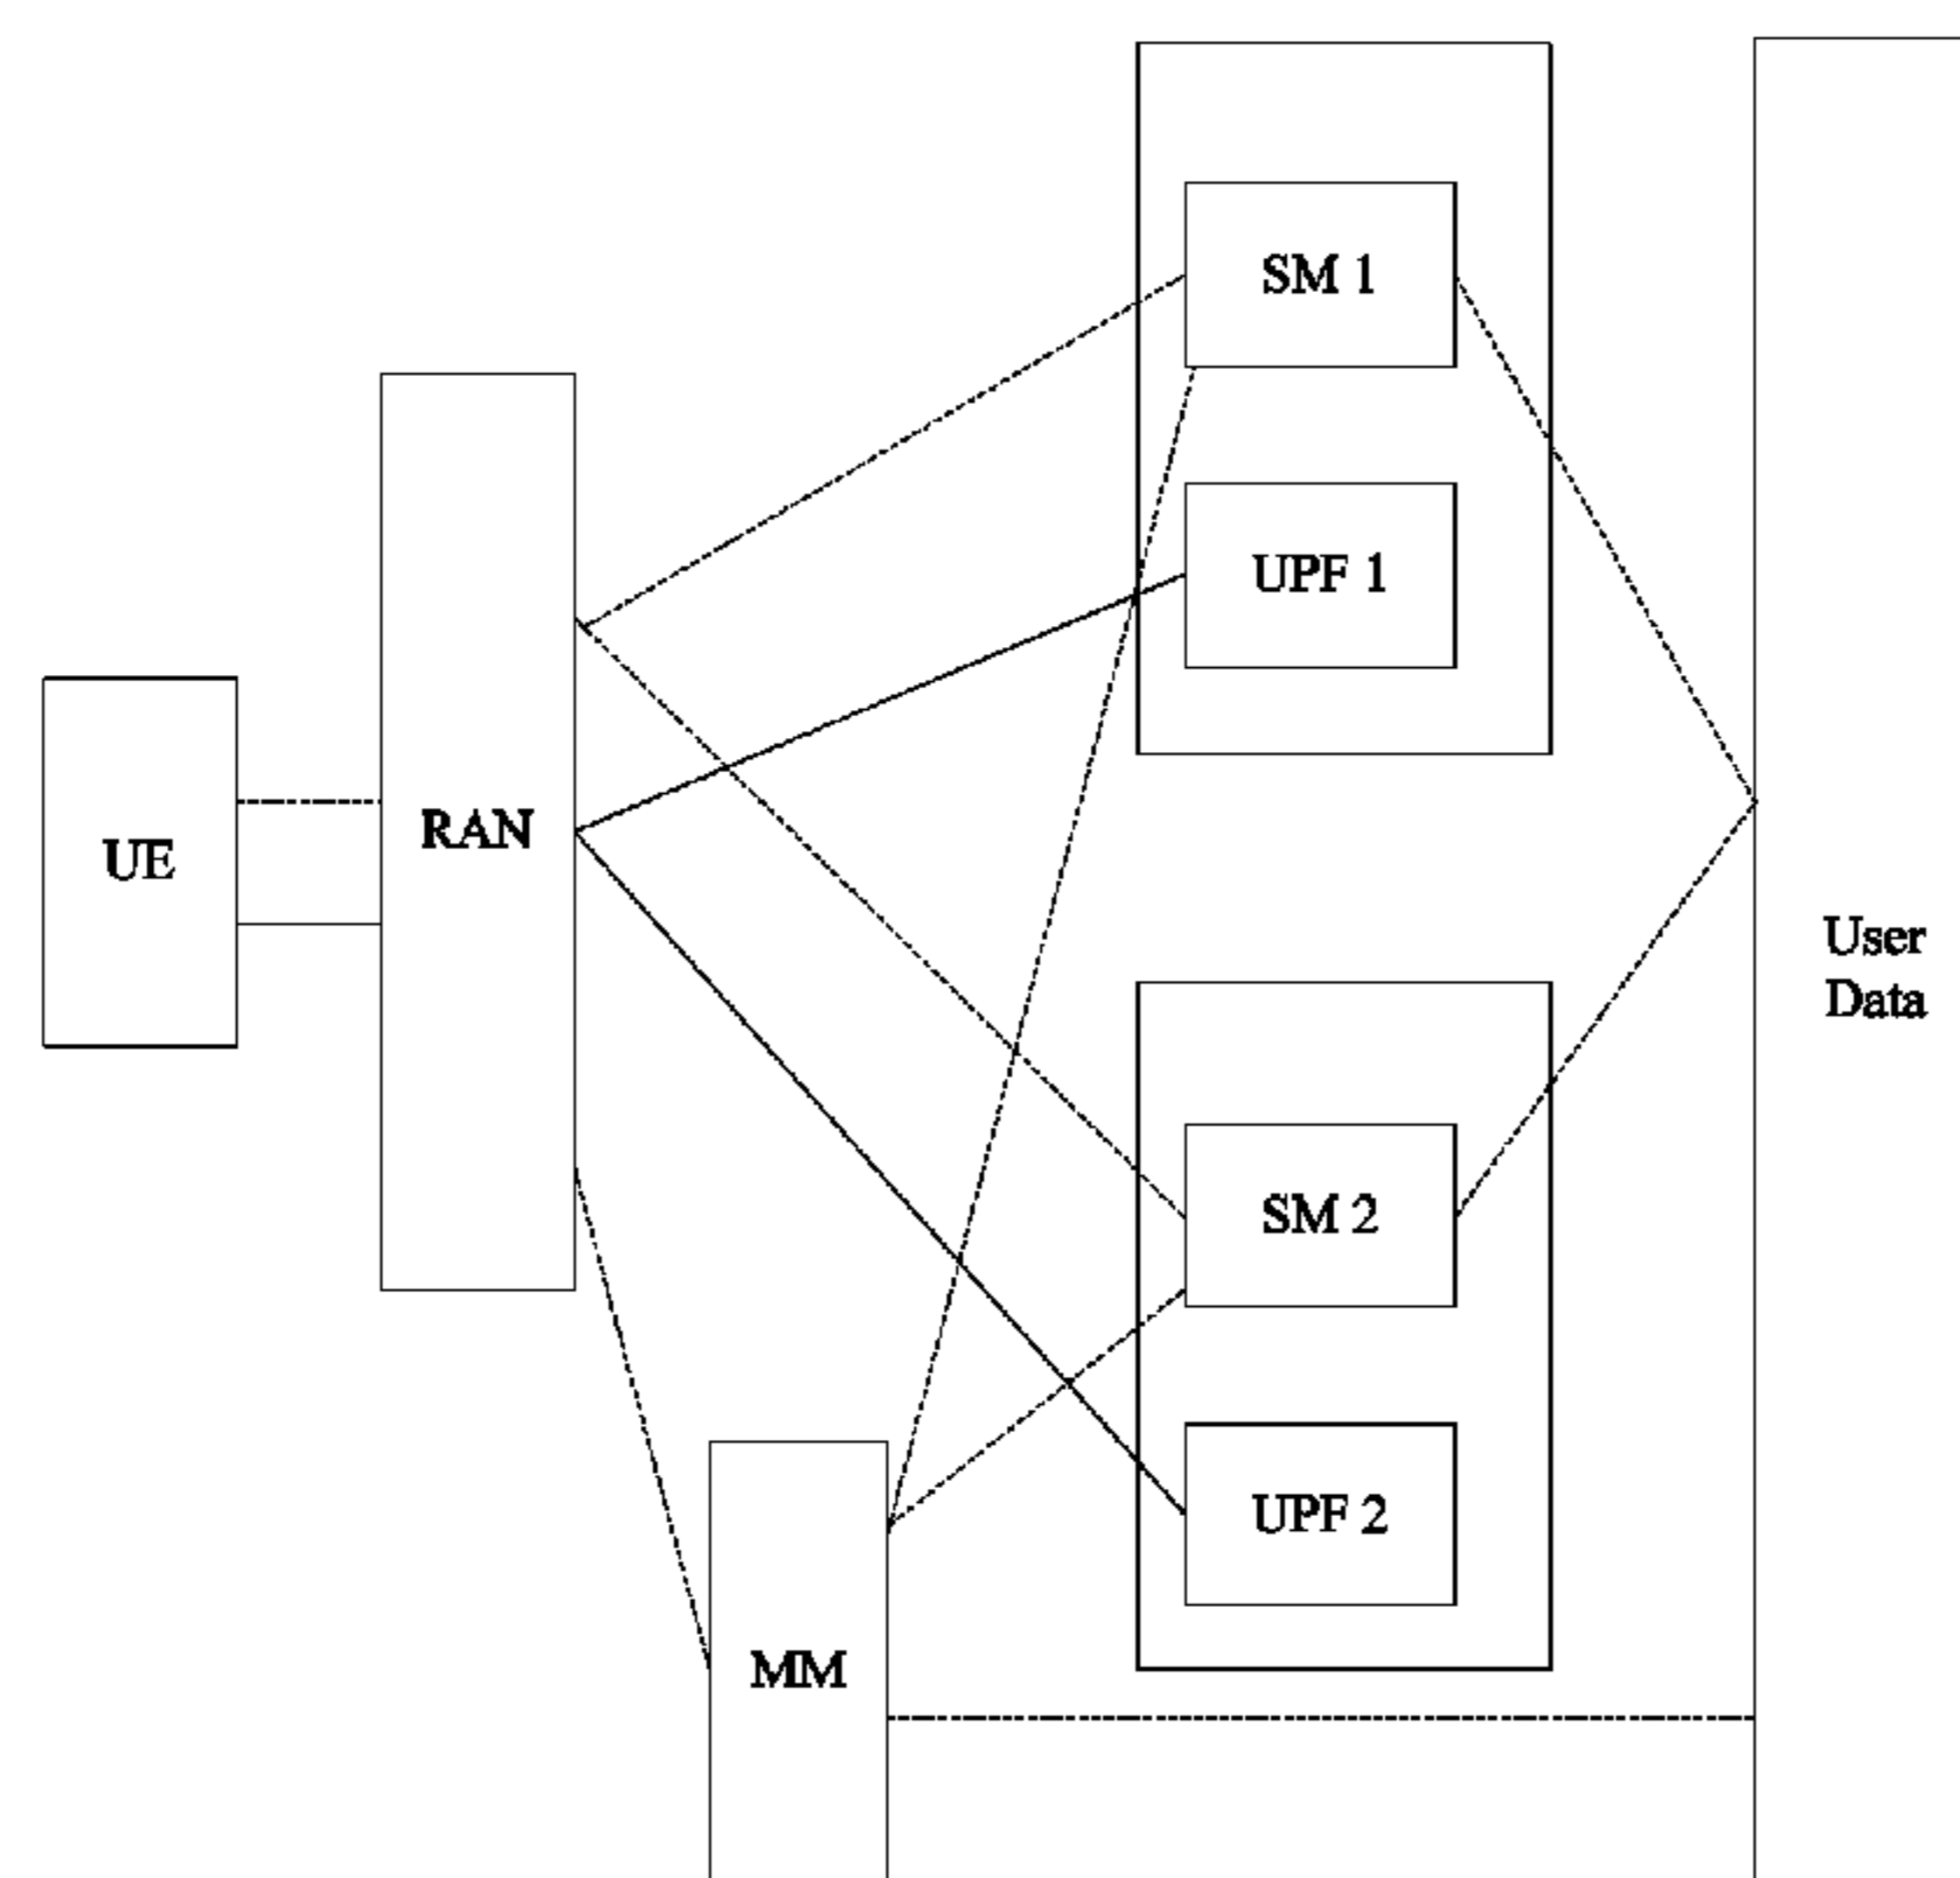 SM 1
UPF 1
UE
RAN
User
Data
SM 2
UPF 2
MM